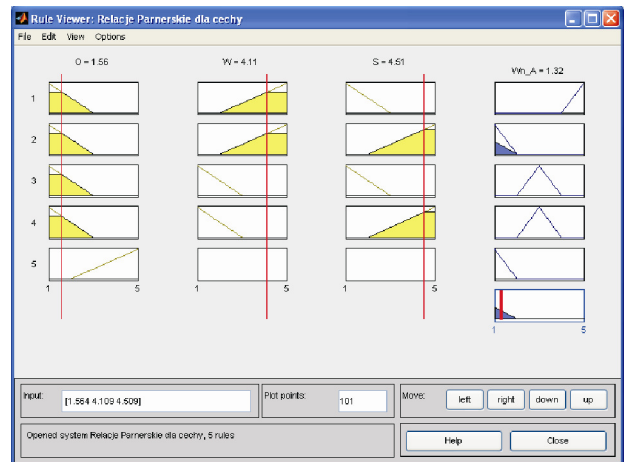 Rule Viewer: Relacje Parnerskie dla cechy
File Edit View Options
O = 1.56
W = 4.11
S = 4.51
Wn_A = 1.32
1
2
3
4
5
1 5
1 5
1 5
1 5
Input:
[1.564 4.109 4.509]
Plot points:
101
Move:
left
right
down
up
Opened system Relacje Parnerskie dla cechy, 5 rules
Help
Close